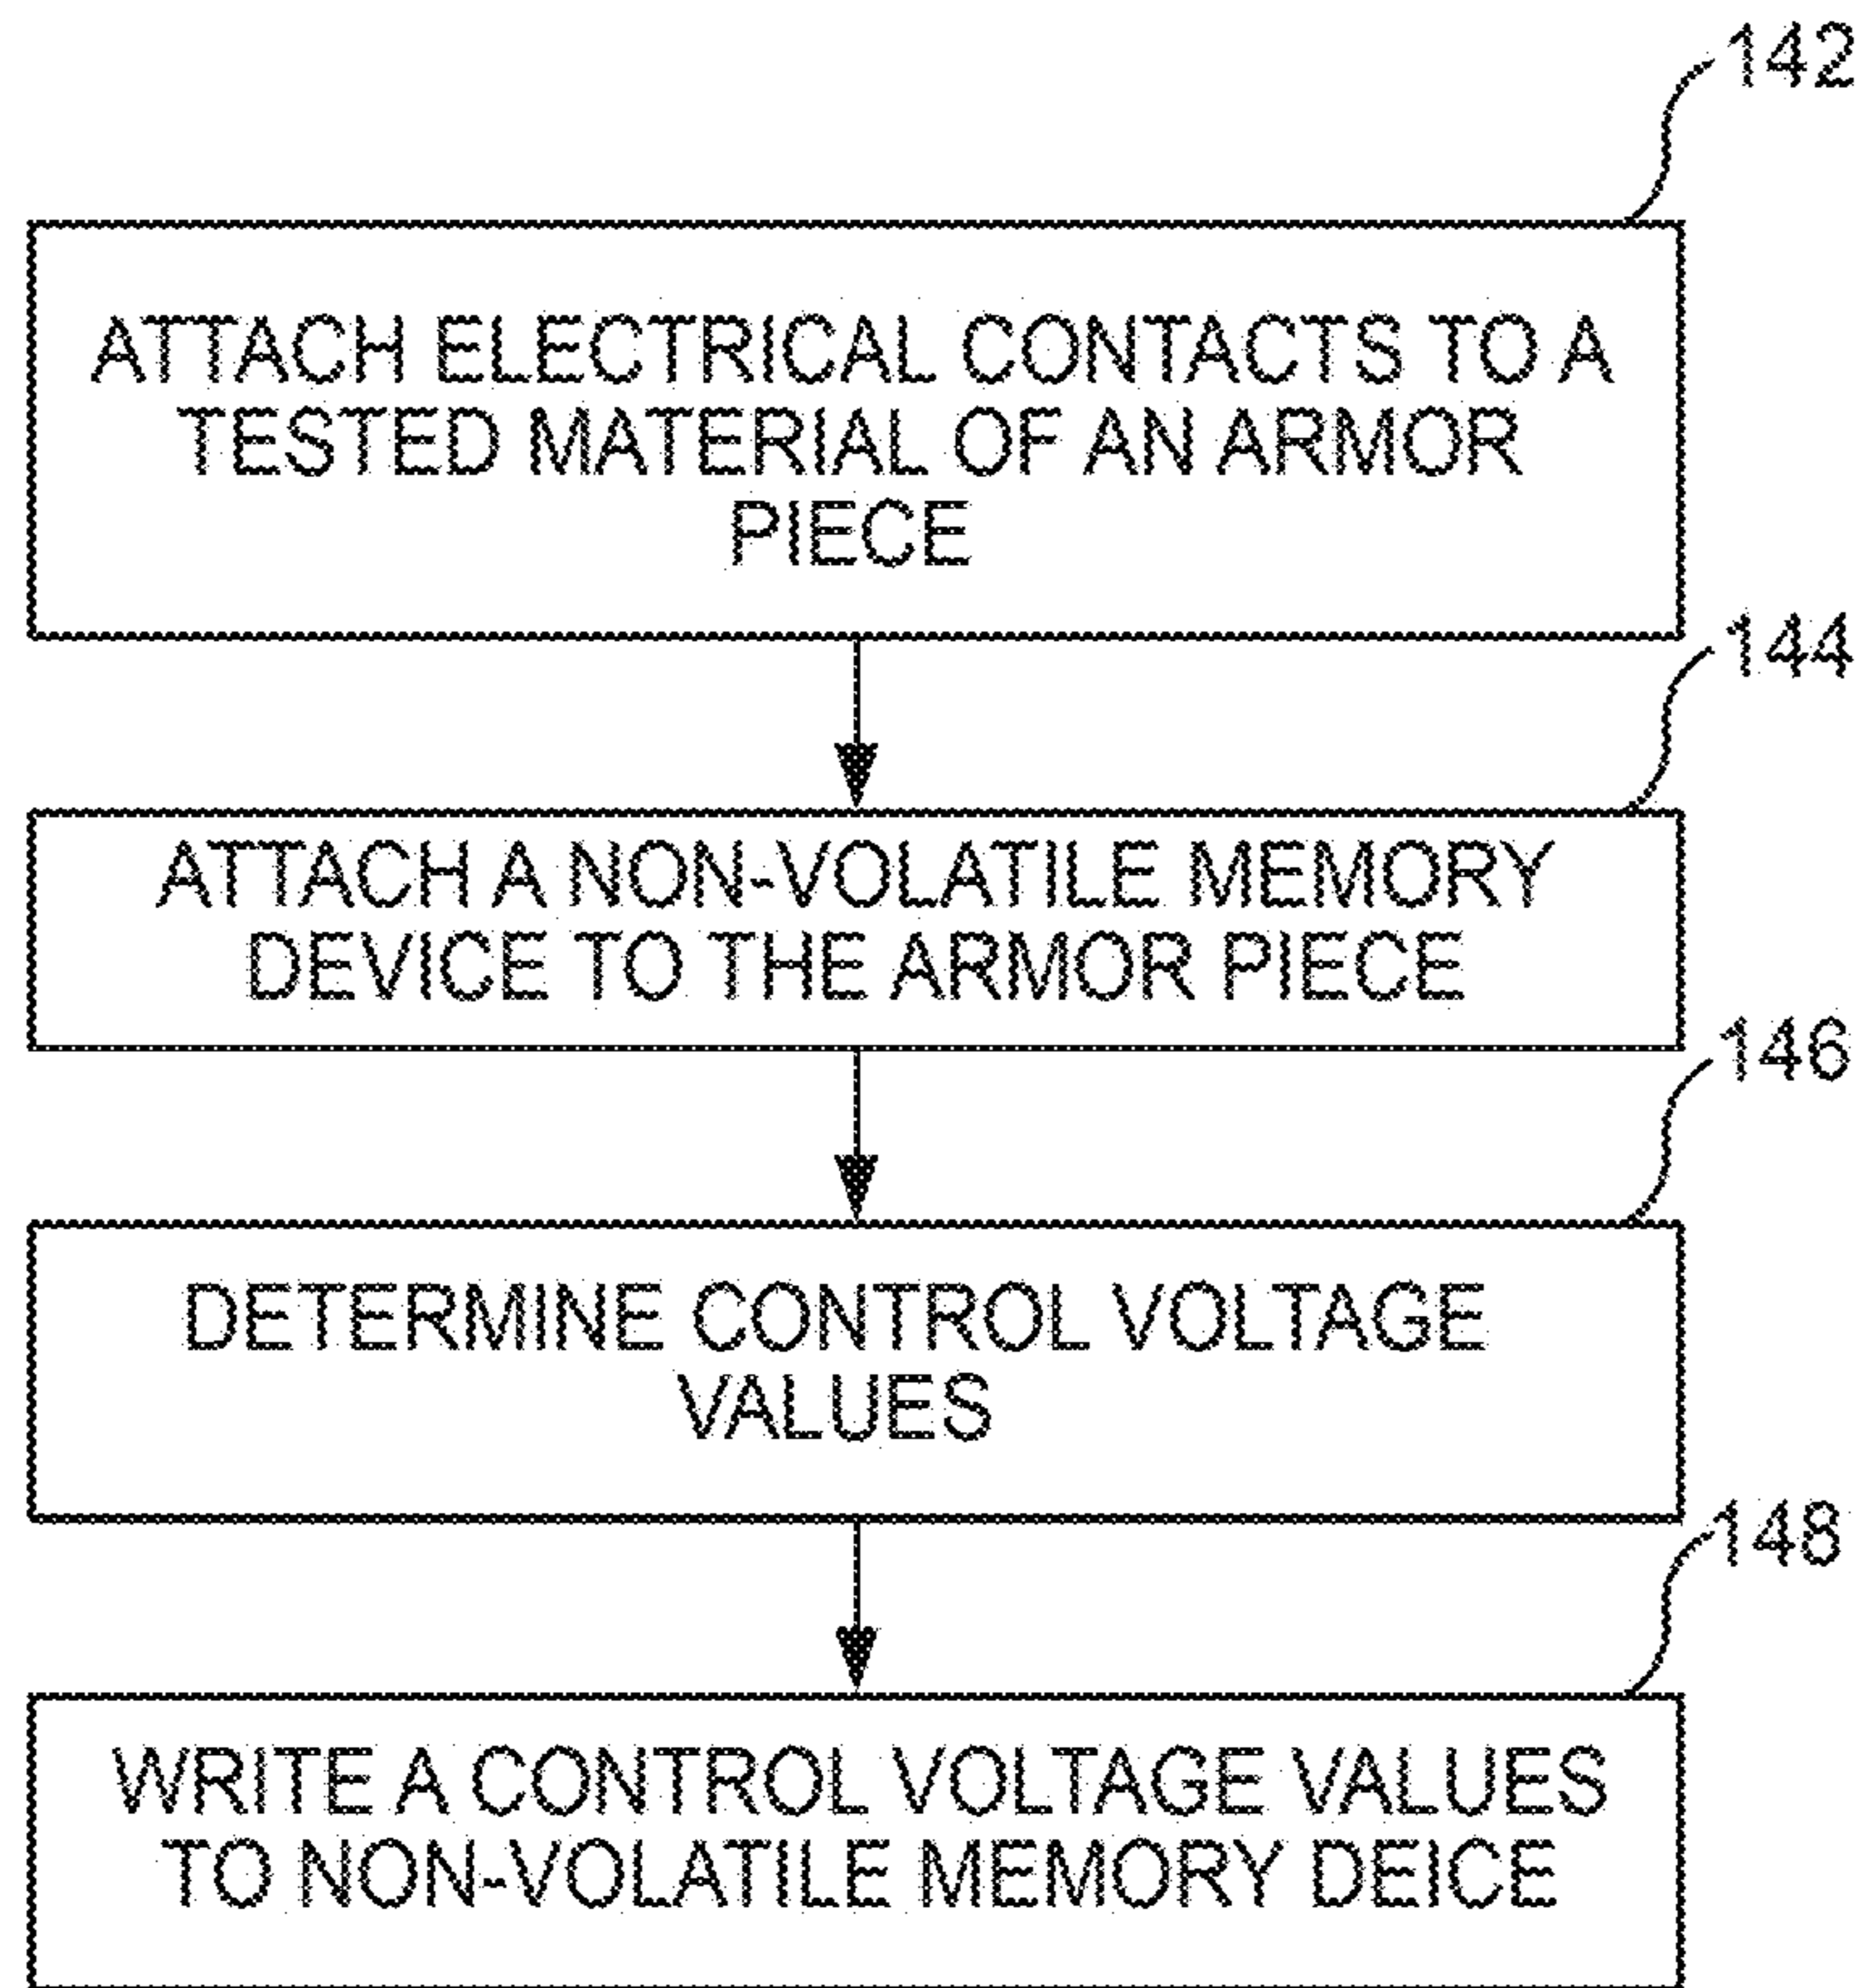 142
ATTACH ELECTRICAL CONTACTS TO A
TESTED MATERIAL OF AN ARMOR
PIECE
144
ATTACH A NON-VOLATILE MEMORY
DEVICE TO THE ARMOR PIECE
146
DETERMINE CONTROL VOLTAGE
VALUES
148
WRITE A CONTROL VOLTAGE VALUES
TO NON-VOLATILE MEMORY DEICE